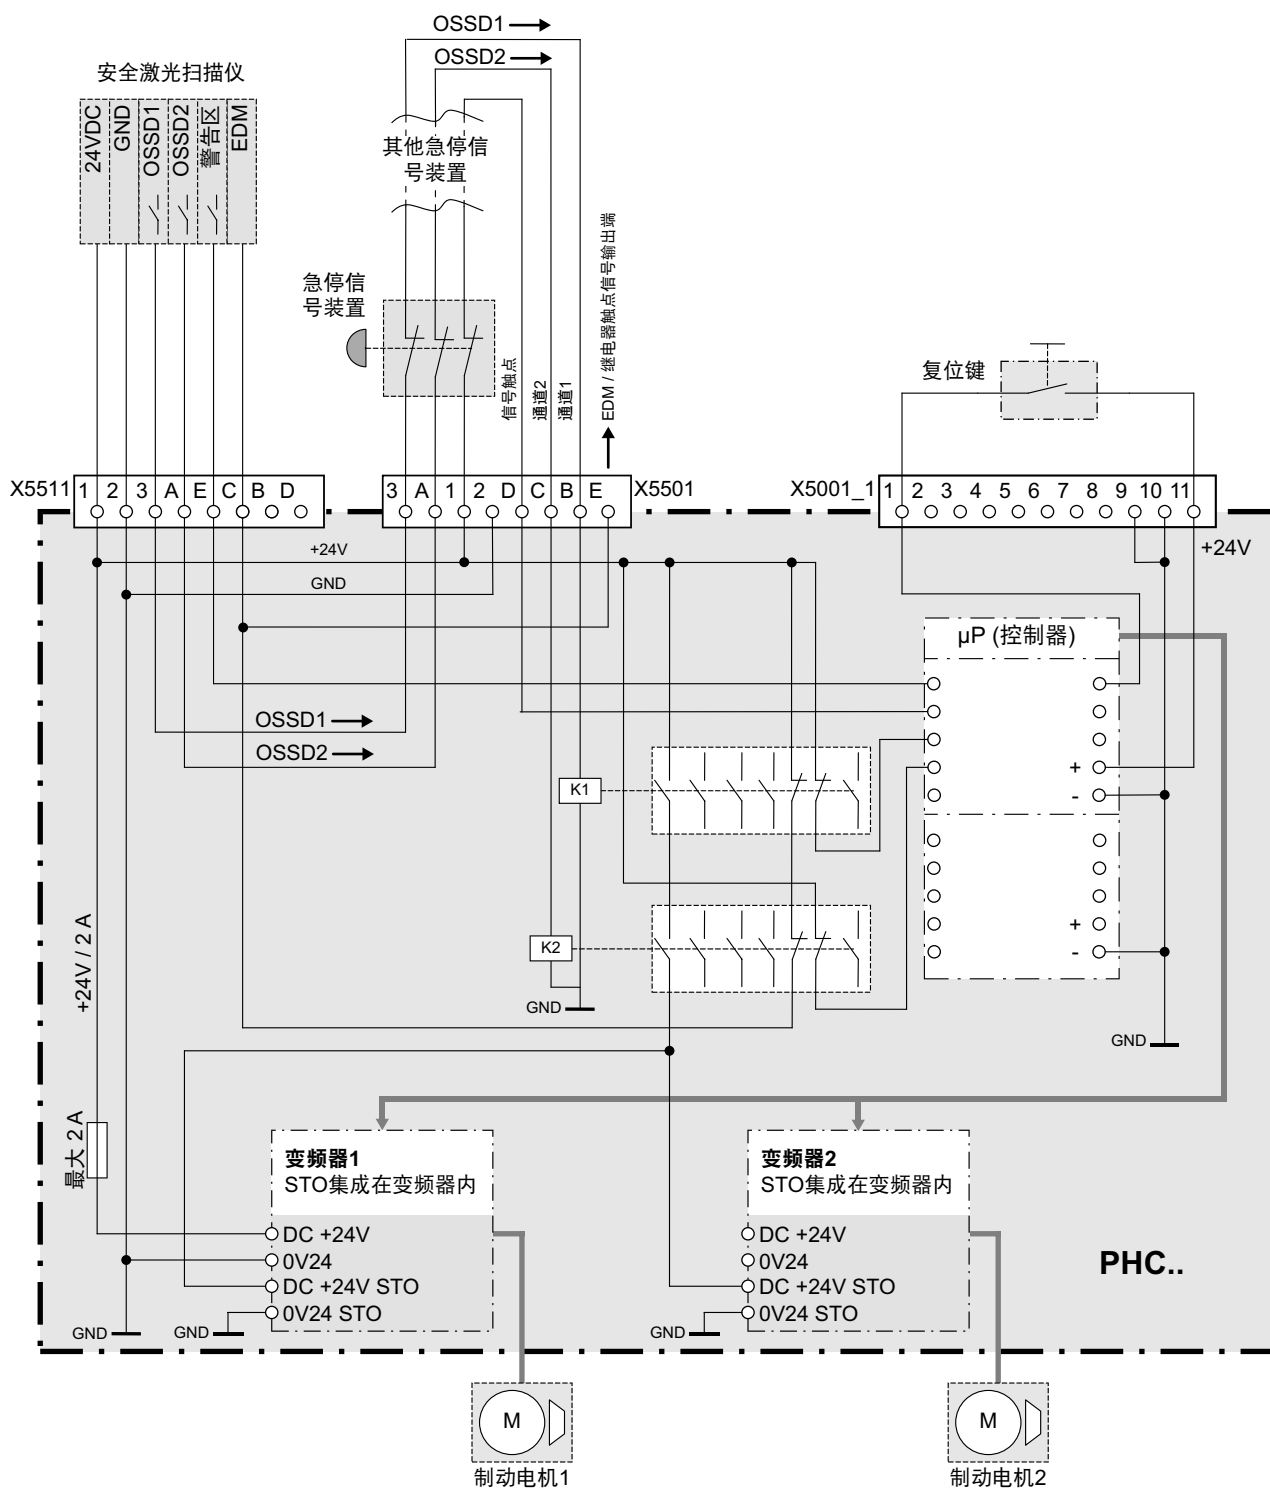 OSSD1
OSSD2
安全激光扫描仪
24VDC
GND
OSSD1
OSSD2
警告区
EDM
其他急停信
号装置
急停信
号装置
信号触点
通道2
通道1
EDM / 继电器触点信号输出端
复位键
X5511 1 2 3 A E C B D
3 A 1 2 D C B E X5501
X5001_1 1 2 3 4 5 6 7 8 9 10 11
+24V
+24V
GND
µP (控制器)
OSSD1
OSSD2
+
-
K1
+
-
K2
GND
GND
+24V / 2 A
最大 2 A
变频器1
STO集成在变频器内
DC +24V
0V24
DC +24V STO
0V24 STO
GND
GND
变频器2
STO集成在变频器内
DC +24V
0V24
DC +24V STO
0V24 STO
GND
PHC..
M
制动电机1
M
制动电机2